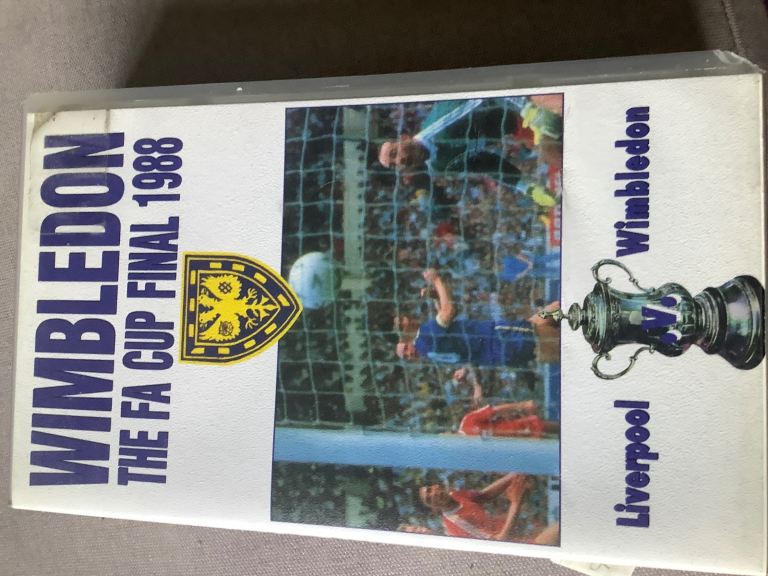 WIMBLEDON
THE FA CUP FINAL 1988
Liverpool .v. Wimbledon